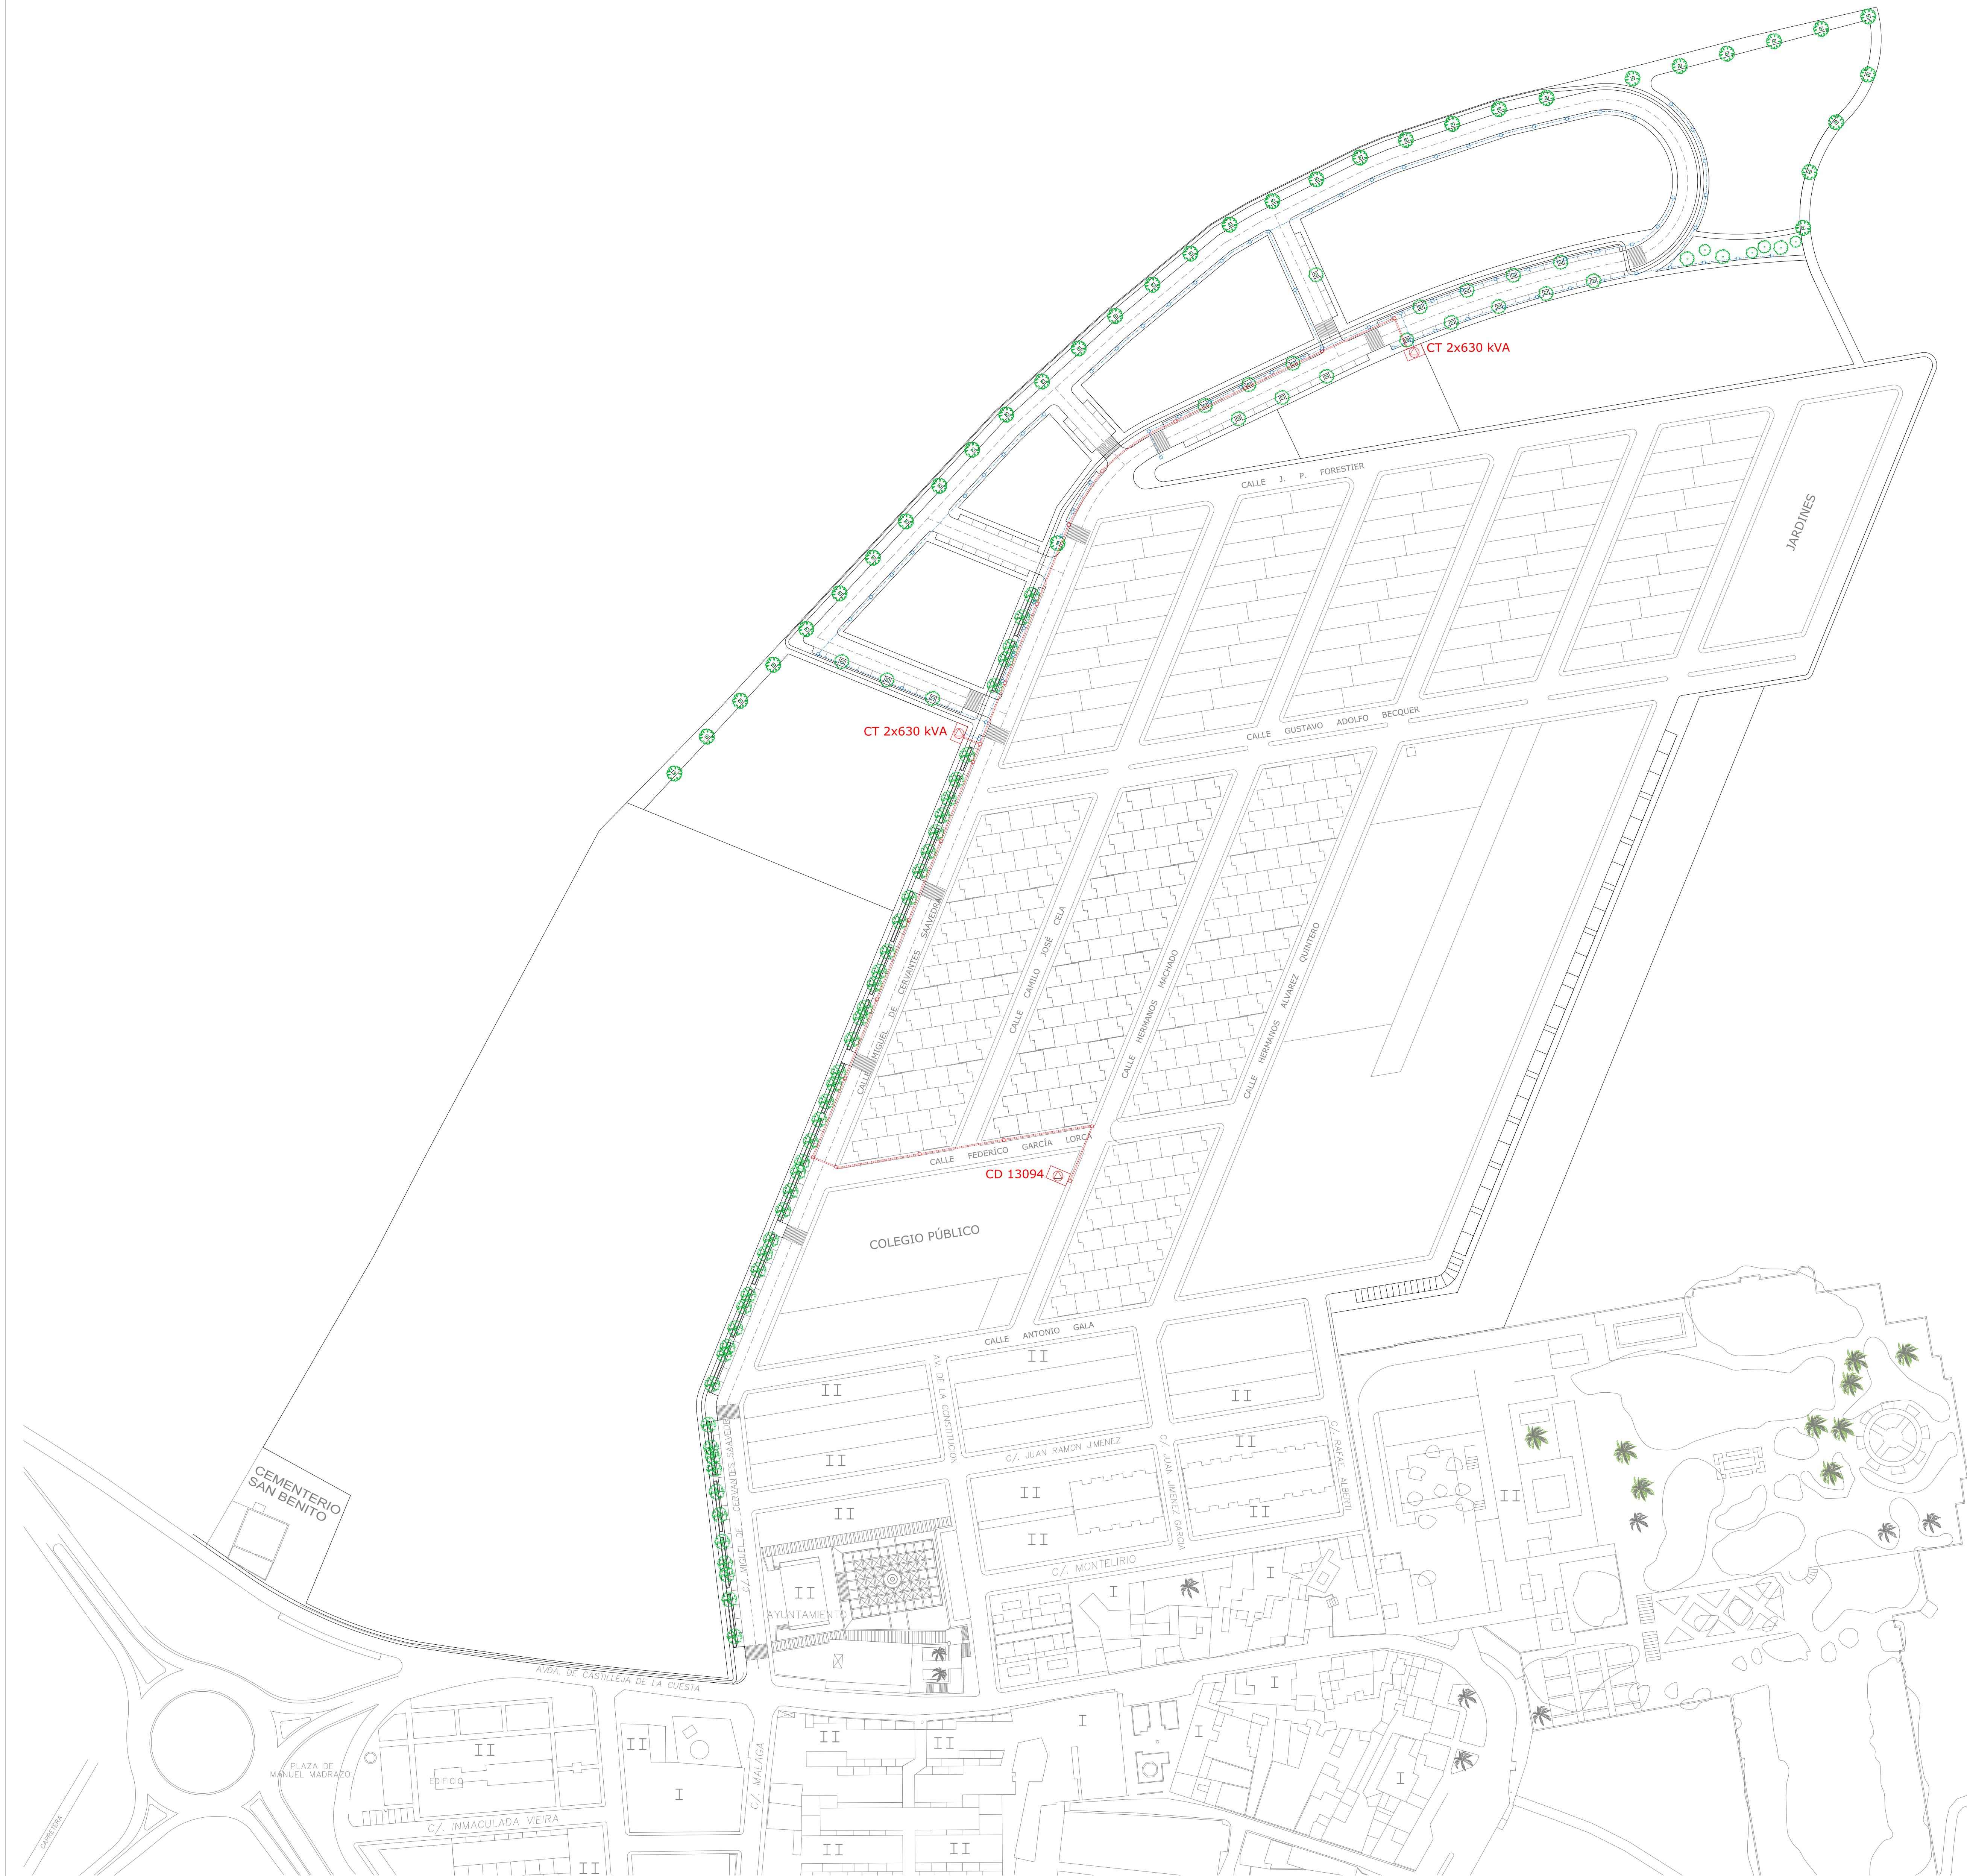 CT 2x630 kVA
CALLE J. P. FORESTIER
JARDINES
CALLE GUSTAVO ADOLFO BECQUER
CT 2x630 kVA
CALLE MIGUEL DE CERVANTES SAAVEDRA
CALLE CAMILO JOSÉ CELA
CALLE HERMANOS MACHADO
CALLE HERMANOS ALVAREZ QUINTERO
CALLE FEDERÍCO GARCÍA LORCA
CD 13094
COLEGIO PÚBLICO
CALLE ANTONIO GALA
II
II
II
AV. DE LA CONSTITUCION
C/. JUAN RAMON JIMENEZ
C/. JUAN JIMENEZ GARCIA
C/. RAFAEL ALBERTI
II
II
II
II
II
II
II
C/. MIGUEL DE CERVANTES SAAVEDRA
CEMENTERIO
SAN BENITO
II
AYUNTAMIENTO
C/. MONTELIRIO
I
I
AVDA. DE CASTILLEJA DE LA CUESTA
I
I
I
I
PLAZA DE
MANUEL MADRAZO
II
EDIFICIO
II
I
C/. MALAGA
II
II
II
II
C/. INMACULADA VIEIRA
II
CARRETERA